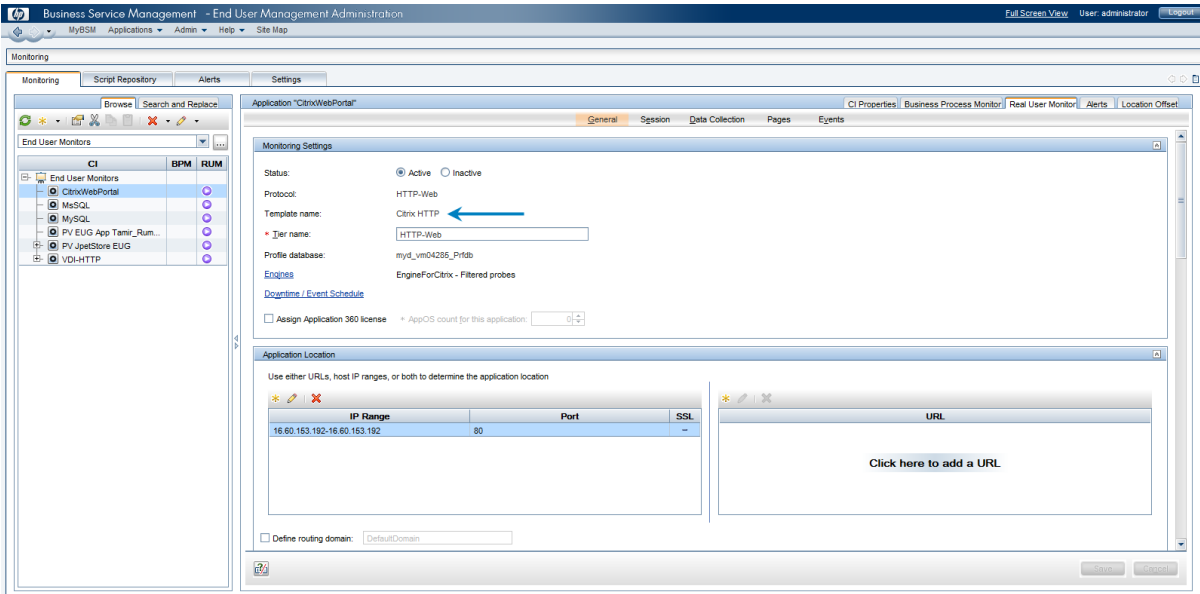 hp Business Service Management - End User Management Administration Full Screen View User: administrator Logout
MyBSM Applications Admin Help Site Map
Monitoring
Monitoring Script Repository Alerts Settings
Browse Search and Replace
End User Monitors ...
CI BPM RUM
End User Monitors
CitrixWebPortal
MsSQL
MySQL
PV EUG App Tamir_Rum...
PV JpetStore EUG
VDI-HTTP
Application "CitrixWebPortal" CI Properties Business Process Monitor Real User Monitor Alerts Location Offset
General Session Data Collection Pages Events
Monitoring Settings
Status: Active Inactive
Protocol: HTTP-Web
Template name: Citrix HTTP
* Tier name: HTTP-Web
Profile database: myd_vm04285_Prfdb
Engines EngineForCitrix - Filtered probes
Downtime / Event Schedule
Assign Application 360 license * AppOS count for this application: 0
Application Location
Use either URLs, host IP ranges, or both to determine the application location
IP Range Port SSL
16.60.153.192-16.60.153.192 80 –
URL
Click here to add a URL
Define routing domain: DefaultDomain
Save Cancel